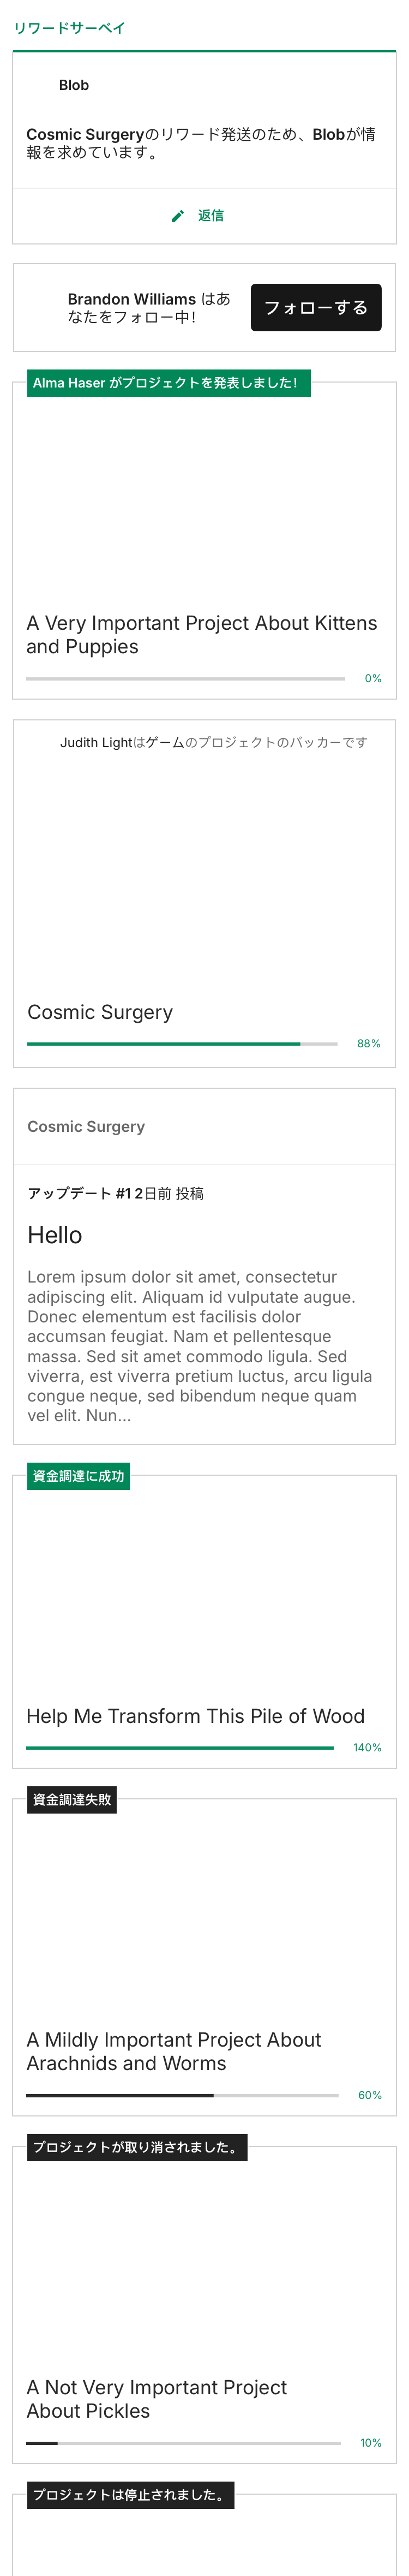 リワードサーベイ
Blob
Cosmic Surgeryのリワード発送のため、Blobが情
報を求めています。
返信
Brandon Williams はあ
なたをフォロー中！
フォローする
Alma Haser がプロジェクトを発表しました！
A Very Important Project About Kittens
and Puppies
0%
Judith Lightはゲームのプロジェクトのバッカーです
Cosmic Surgery
88%
Cosmic Surgery
アップデート #1 2日前 投稿
Hello
Lorem ipsum dolor sit amet, consectetur
adipiscing elit. Aliquam id vulputate augue.
Donec elementum est facilisis dolor
accumsan feugiat. Nam et pellentesque
massa. Sed sit amet commodo ligula. Sed
viverra, est viverra pretium luctus, arcu ligula
congue neque, sed bibendum neque quam
vel elit. Nun...
資金調達に成功
Help Me Transform This Pile of Wood
140%
資金調達失敗
A Mildly Important Project About
Arachnids and Worms
60%
プロジェクトが取り消されました。
A Not Very Important Project
About Pickles
10%
プロジェクトは停止されました。